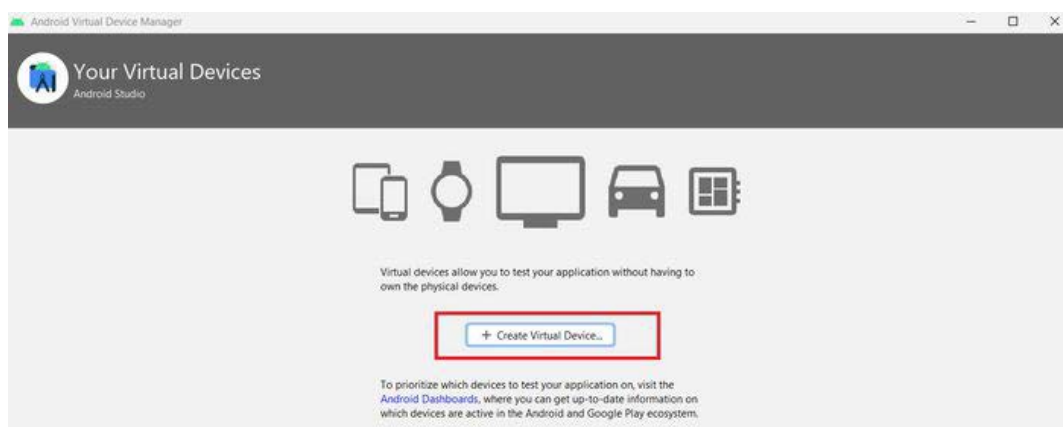 Android Virtual Device Manager
Your Virtual Devices
Android Studio
Virtual devices allow you to test your application without having to
own the physical devices.
+ Create Virtual Device...
To prioritize which devices to test your application on, visit the
Android Dashboards, where you can get up-to-date information on
which devices are active in the Android and Google Play ecosystem.